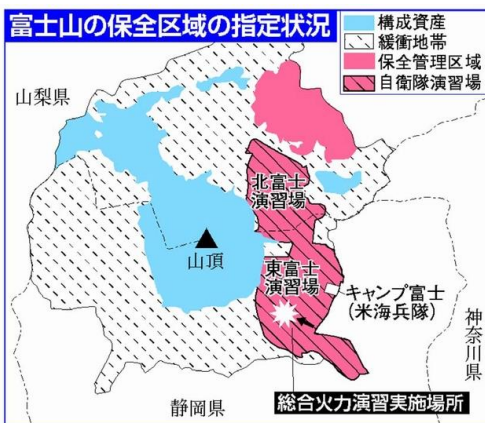 富士山の保全区域の指定状況
構成資産
緩衝地帯
保全管理区域
自衛隊演習場
山梨県
北富士
演習場
山頂
東富士
演習場
キャンプ富士
(米海兵隊)
神奈川県
静岡県
総合火力演習実施場所